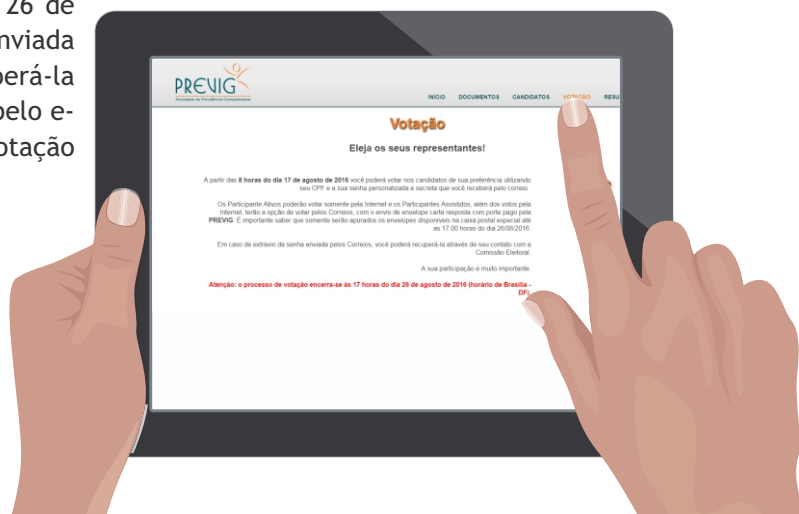 26 de
nviada
perá-la
pelo e-
otação
PREVIG
Sociedade de Previdência Complementar
INÍCIO DOCUMENTOS CANDIDATOS VOTAÇÃO RESU
Votação
Eleja os seus representantes!
A partir das 8 horas do dia 17 de agosto de 2016 você poderá votar nos candidatos de sua preferência utilizando
seu CPF e a sua senha personalizada e secreta que você receberá pelo correio.
Os Participante Ativos poderão votar somente pela Internet e os Participantes Assistidos, além dos votos pela
Internet, terão a opção de votar pelos Correios, com o envio de envelope carta resposta com porte pago pela
PREVIG. É importante saber que somente serão apurados os envelopes disponíveis na caixa postal especial até
as 17:00 horas do dia 26/08/2016.
Em caso de extravio da senha enviada pelos Correios, você poderá recuperá-la através de seu contato com a
Comissão Eleitoral.
A sua participação é muito importante.
Atenção: o processo de votação encerra-se às 17 horas do dia 26 de agosto de 2016 (horário de Brasília -
DF).